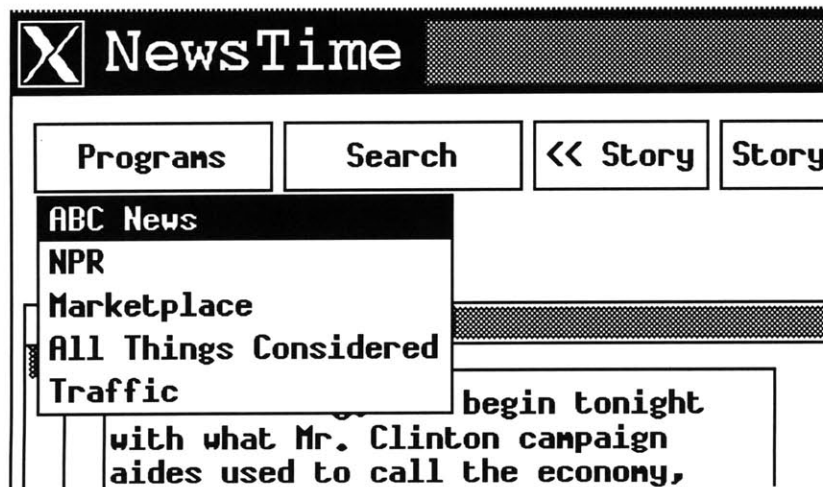 NewsTime
Programs Search << Story Story
ABC News
NPR
Marketplace
All Things Considered
Traffic
begin tonight
with what Mr. Clinton campaign
aides used to call the economy,